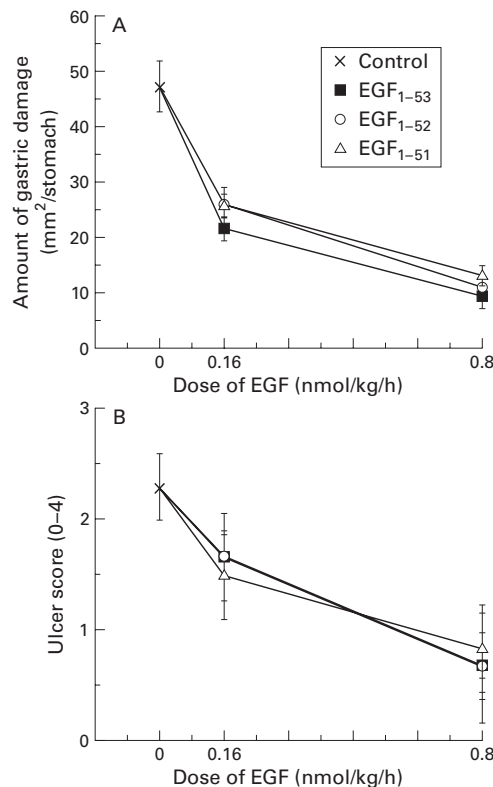 A
× Control
■ EGF₁₋₅₃
○ EGF₁₋₅₂
△ EGF₁₋₅₁
Amount of gastric damage
(mm²/stomach)
60
50
40
30
20
10
0
0 0.16 0.8
Dose of EGF (nmol/kg/h)
B
Ulcer score (0–4)
3
2
1
0
0 0.16 0.8
Dose of EGF (nmol/kg/h)